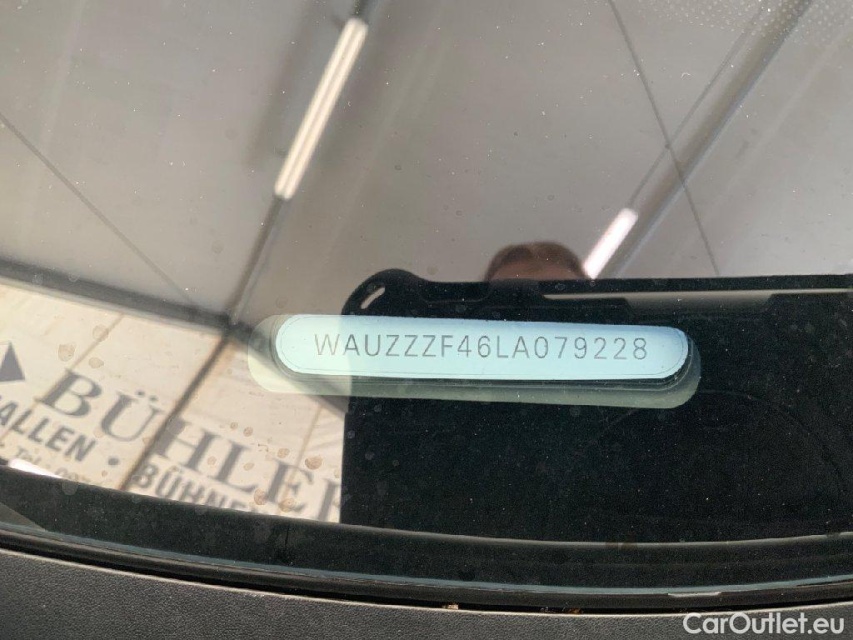 WAUZZZF46LA079228
BÜHLER
ALLEN • BÜHNE
CarOutlet.eu